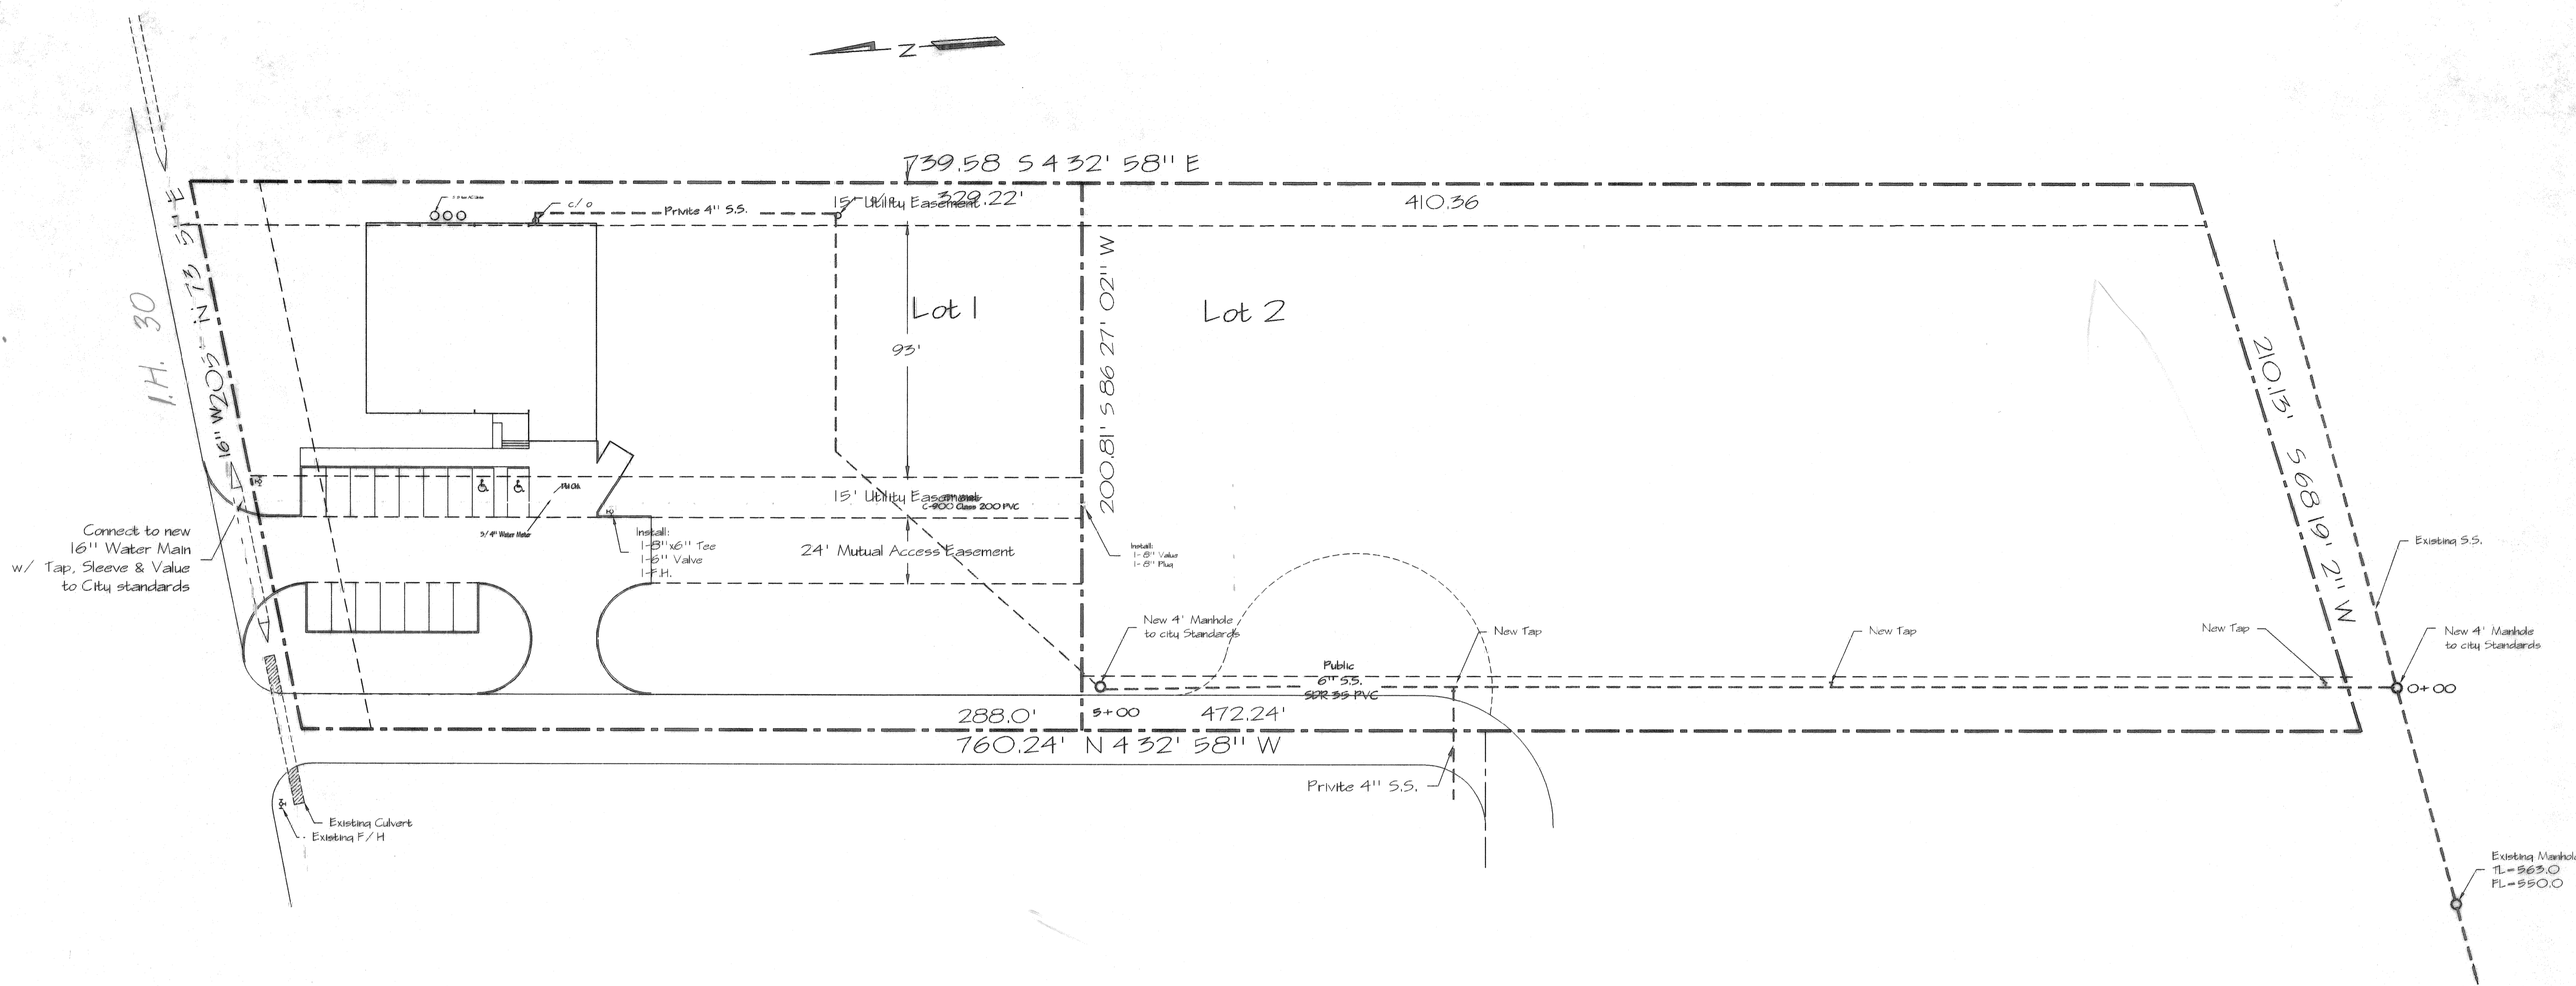 N
739.58 S 4 32' 58" E
329.22'
15' Utility Easement
410.36
c/o
Privite 4" S.S.
I.H. 30
Lot 1
Lot 2
93'
200.81' S 86 27' 02" W
210.13' S 68 19' 2" W
15' Utility Easement
C-900 Class 200 PVC
3/4" Water Meter
24' Mutual Access Easement
Connect to new
16" Water Main
w/ Tap, Sleeve & Value
to City standards
Install:
1-8"x6" Tee
1-6" Valve
1-F.H.
Install:
1-8" Value
1-8" Plug
Existing S.S.
New 4' Manhole
to city Standards
New Tap
New Tap
New Tap
New 4' Manhole
to city Standards
Public
6" S.S.
SDR 35 PVC
0+00
288.0'
5+00
472.24'
760.24' N 4 32' 58" W
Privite 4" S.S.
Existing Culvert
Existing F/H
Existing Manhole
TL=563.0
FL=550.0